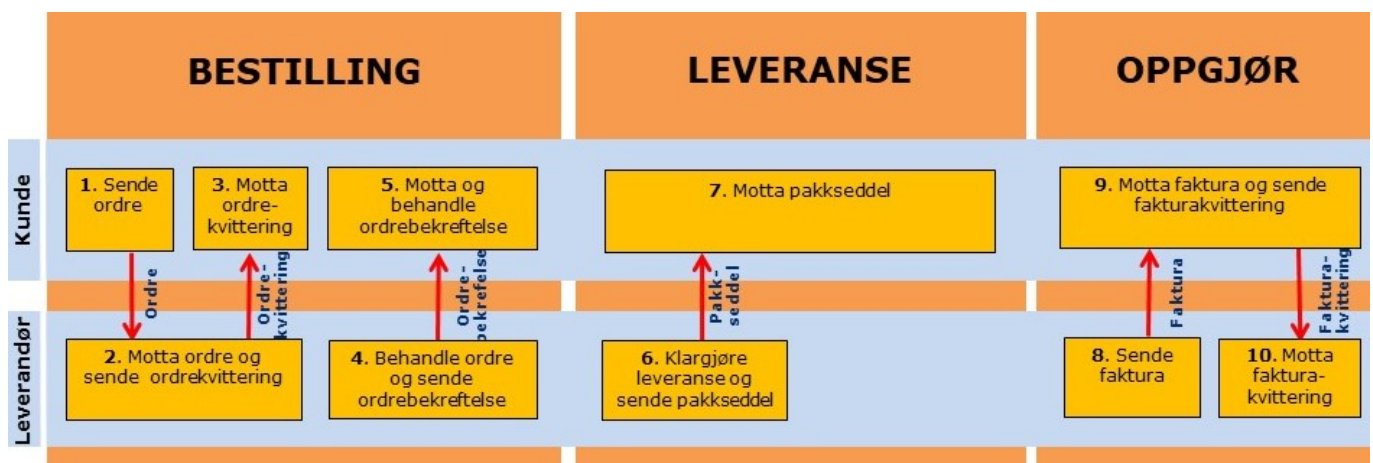 BESTILLING
LEVERANSE
OPPGJØR
Kunde
1. Sende
ordre
3. Motta
ordre-
kvittering
5. Motta og
behandle
ordrebekreftelse
7. Motta pakkseddel
9. Motta faktura og sende
fakturakvittering
Ordre
Ordre-
kvittering
Ordre-
bekrefelse
Pakk-
seddel
Faktura
Faktura-
kvittering
Leverandør
2. Motta ordre og
sende ordrekvittering
4. Behandle ordre
og sende
ordrebekreftelse
6. Klargjøre
leveranse og
sende pakkseddel
8. Sende
faktura
10. Motta
faktura-
kvittering